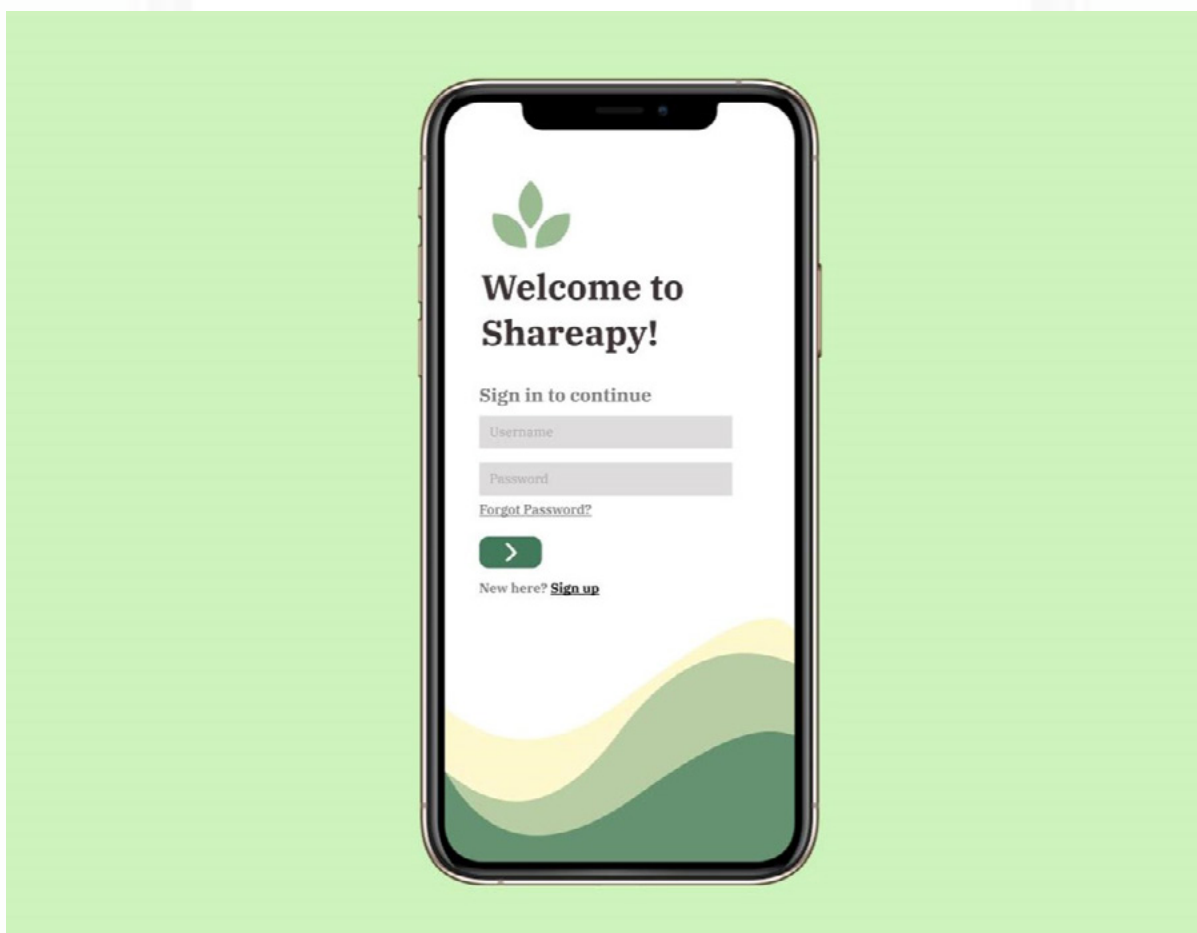 Welcome to
Shareapy!
Sign in to continue
Username
Password
Forgot Password?
New here? Sign up